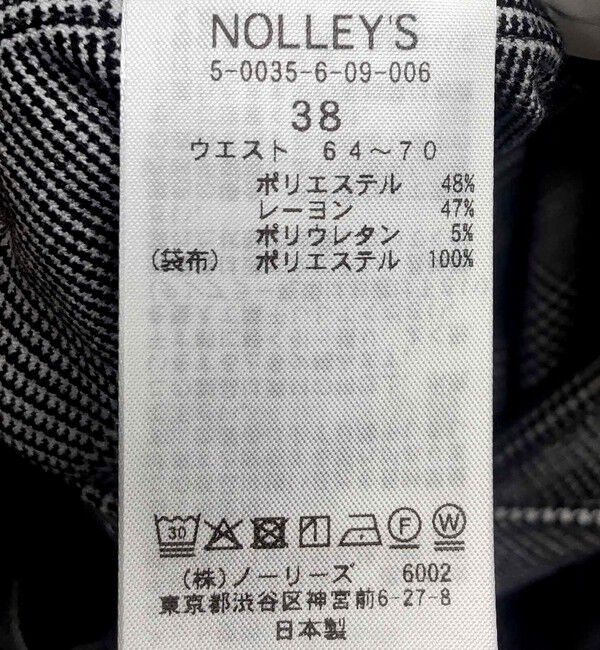 NOLLEY'S
5-0035-6-09-006
38
ウエスト 64～70
ポリエステル 48%
レーヨン 47%
ポリウレタン 5%
(袋布) ポリエステル 100%
30 F W
(株)ノーリーズ 6002
東京都渋谷区神宮前6-27-8
日本製